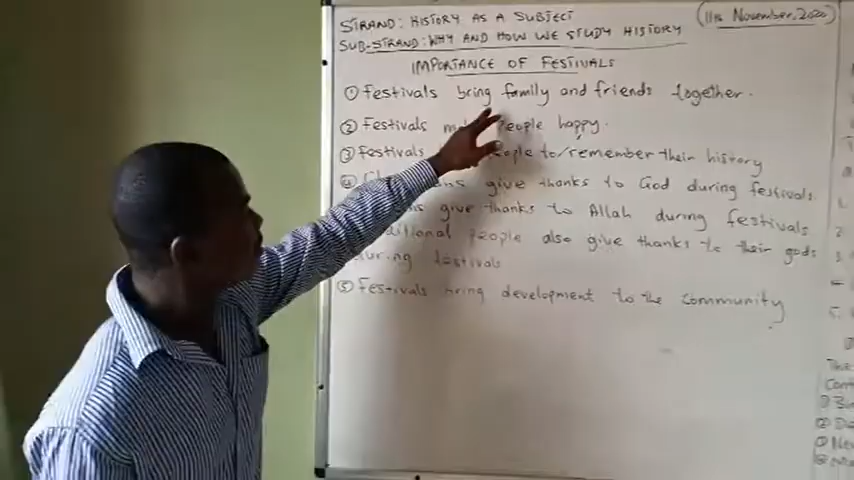 STRAND: HISTORY AS A SUBJECT
(11th November, 2020)
SUB-STRAND: WHY AND HOW WE STUDY HISTORY
IMPORTANCE OF FESTIVALS
① Festivals bring family and friends together.
② Festivals people happy.
③ Festivals people to/remember their history
④ give thanks to God during festivals.
give thanks to Allah during festivals.
people also give thanks to their gods
festivals
⑤ Festivals bring development to the community